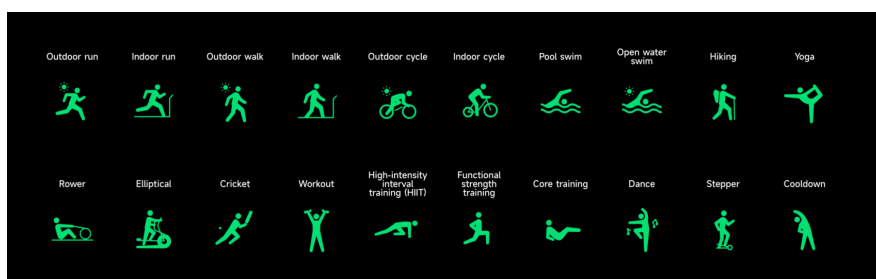 Outdoor run
Indoor run
Outdoor walk
Indoor walk
Outdoor cycle
Indoor cycle
Pool swim
Open water
swim
Hiking
Yoga
Rower
Elliptical
Cricket
Workout
High-intensity
interval
training (HIIT)
Functional
strength
training
Core training
Dance
Stepper
Cooldown